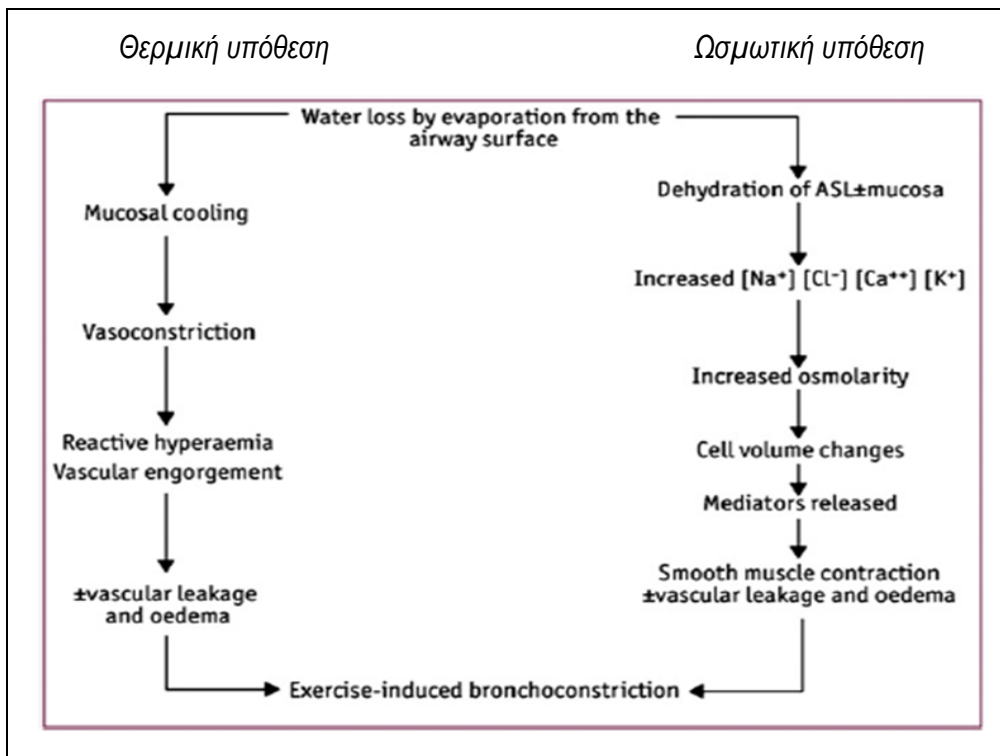 Θερμική υπόθεση
Ωσμωτική υπόθεση
Water loss by evaporation from the
airway surface
Mucosal cooling
Vasoconstriction
Reactive hyperaemia
Vascular engorgement
±vascular leakage
and oedema
Dehydration of ASL±mucosa
Increased [Na⁺] [Cl⁻] [Ca⁺⁺] [K⁺]
Increased osmolarity
Cell volume changes
Mediators released
Smooth muscle contraction
±vascular leakage and oedema
Exercise-induced bronchoconstriction